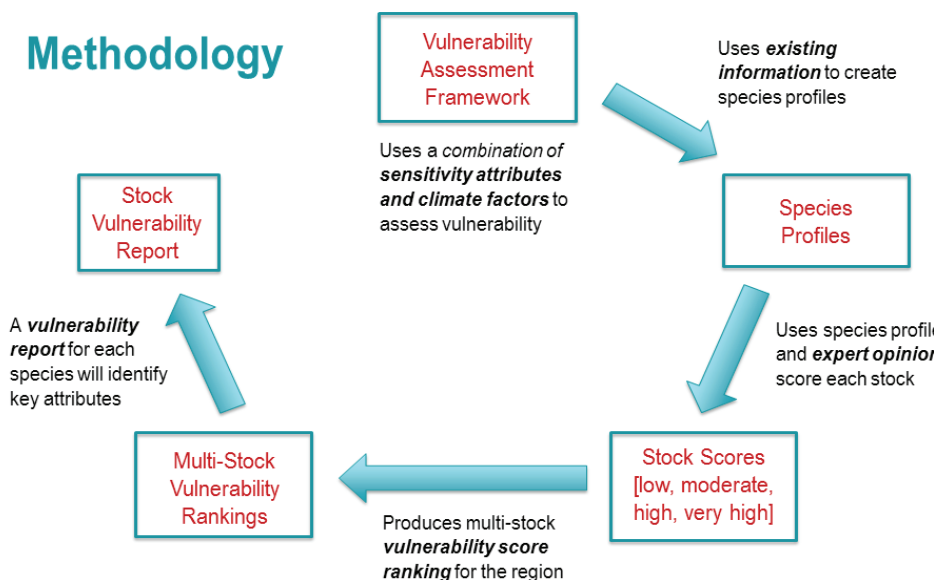 Methodology
Vulnerability
Assessment
Framework
Uses a combination of
sensitivity attributes
and climate factors to
assess vulnerability
Uses existing
information to create
species profiles
Species
Profiles
Uses species profile
and expert opinion
score each stock
Stock Scores
[low, moderate,
high, very high]
Produces multi-stock
vulnerability score
ranking for the region
Multi-Stock
Vulnerability
Rankings
A vulnerability
report for each
species will identify
key attributes
Stock
Vulnerability
Report